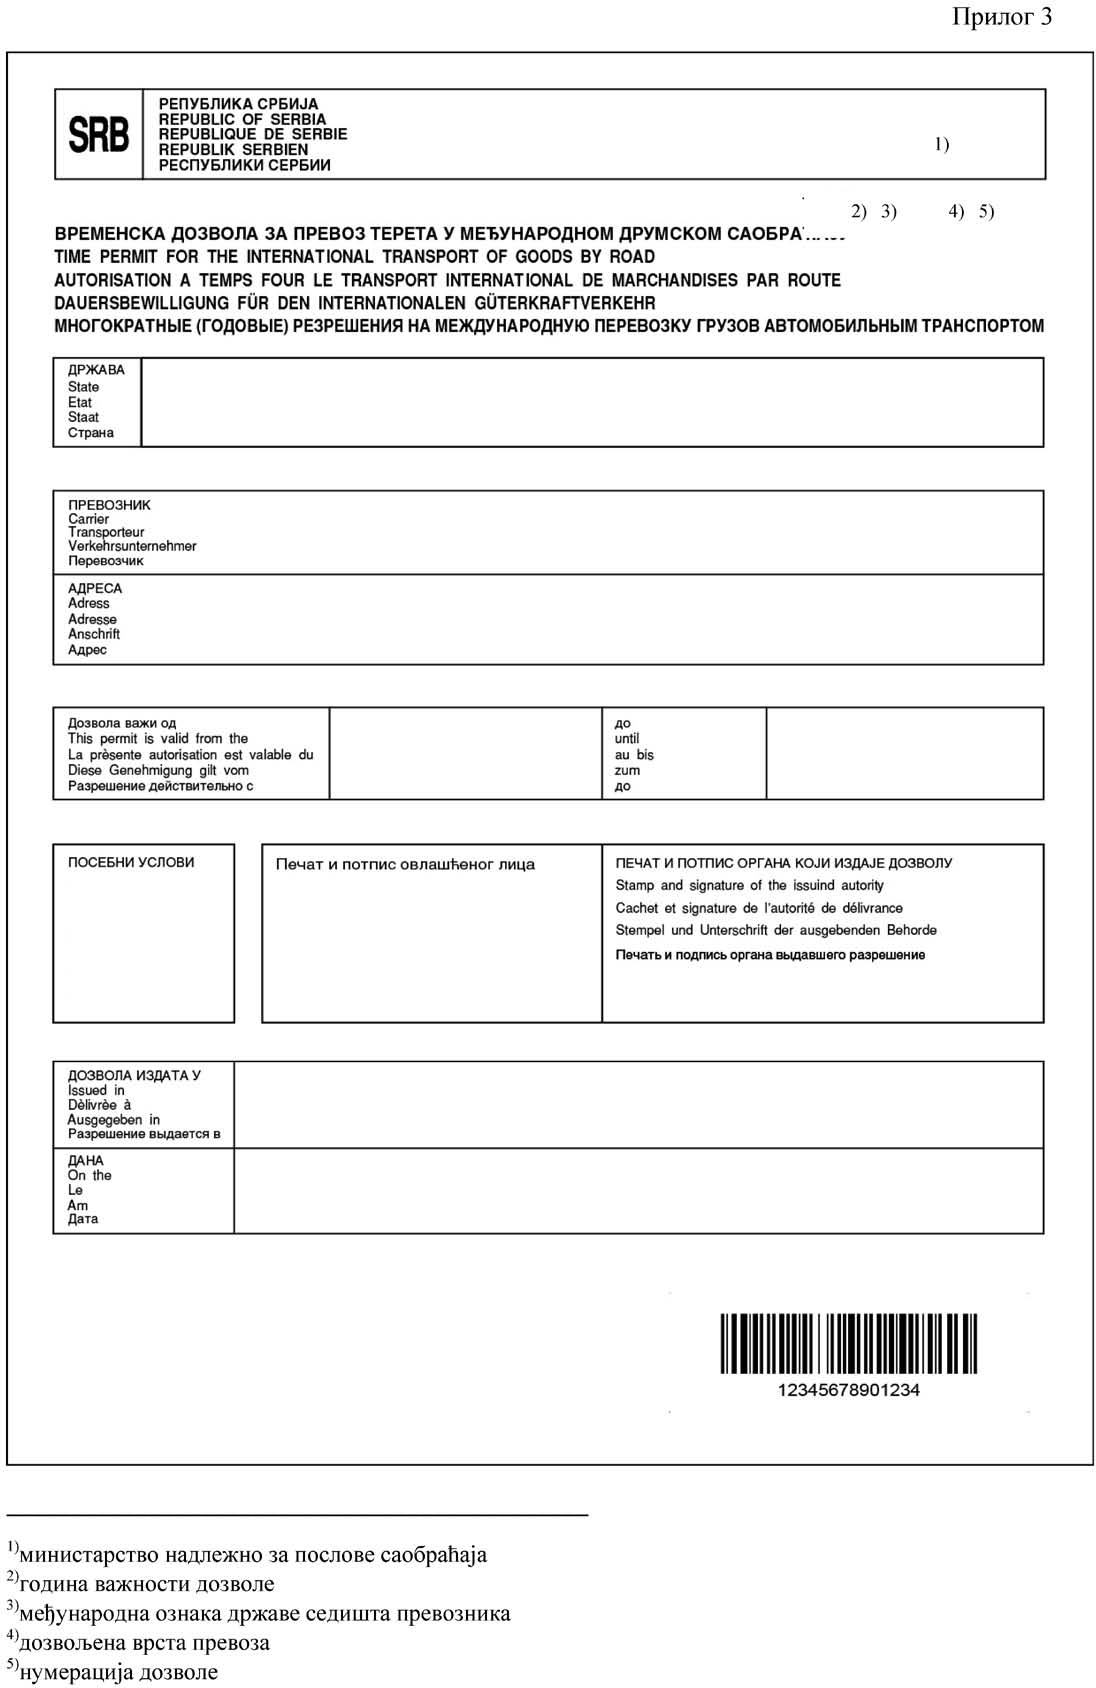 Прилог 3
SRB
РЕПУБЛИКА СРБИЈА
REPUBLIC OF SERBIA
REPUBLIQUE DE SERBIE
REPUBLIK SERBIEN
РЕСПУБЛИКИ СЕРБИИ
1)
2) 3) 4) 5)
ВРЕМЕНСКА ДОЗВОЛА ЗА ПРЕВОЗ ТЕРЕТА У МЕЂУНАРОДНОМ ДРУМСКОМ
TIME PERMIT FOR THE INTERNATIONAL TRANSPORT OF GOODS BY ROAD
AUTORISATION A TEMPS FOUR LE TRANSPORT INTERNATIONAL DE MARCHANDISES PAR ROUTE
DAUERSBEWILLIGUNG FÜR DEN INTERNATIONALEN GÜTERKRAFTVERKEHR
МНОГОКРАТНЫЕ (ГОДОВЫЕ) РЕЗРЕШЕНИЯ НА МЕЖДУНАРОДНУЮ ПЕРЕВОЗКУ ГРУЗОВ АВТОМОБИЛЬНЫМ ТРАНСПОРТОМ
ДРЖАВА
State
Etat
Staat
Страна
ПРЕВОЗНИК
Carrier
Transporteur
Verkehrsunternehmer
Перевозчик
АДРЕСА
Adress
Adresse
Anschrift
Адрес
Дозвола важи од
This permit is valid from the
La prèsente autorisation est valable du
Diese Genehmigung gilt vom
Разрешение действительно с
до
until
au bis
zum
до
ПОСЕБНИ УСЛОВИ
Печат и потпис овлашћеног лица
ПЕЧАТ И ПОТПИС ОРГАНА КОЈИ ИЗДАЈЕ ДОЗВОЛУ
Stamp and signature of the issuind autority
Cachet et signature de l'autorité de délivrance
Stempel und Unterschrift der ausgebenden Behorde
Печать и подпись органа выдавшего разрешение
ДОЗВОЛА ИЗДАТА У
Issued in
Dèlivrèe à
Ausgegeben in
Разрешение выдается в
ДАНА
On the
Le
Am
Дата
12345678901234
1)министарство надлежно за послове саобраћаја
2)година важности дозволе
3)међународна ознака државе седишта превозника
4)дозвољена врста превоза
5)нумерација дозволе